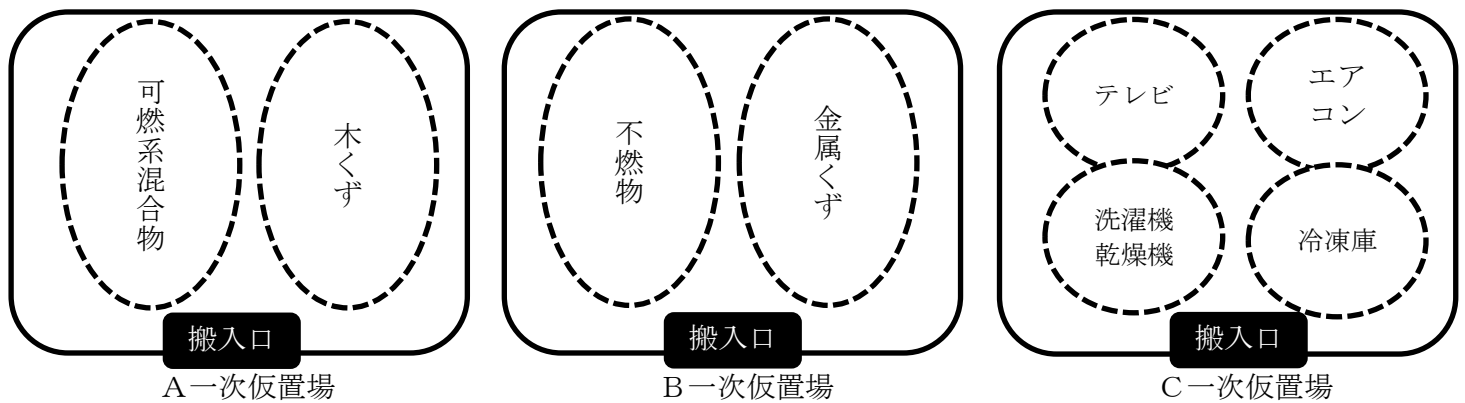 可燃系混合物
木くず
搬入口
A一次仮置場
不燃物
金属くず
搬入口
B一次仮置場
テレビ
エア
コン
洗濯機
乾燥機
冷凍庫
搬入口
C一次仮置場